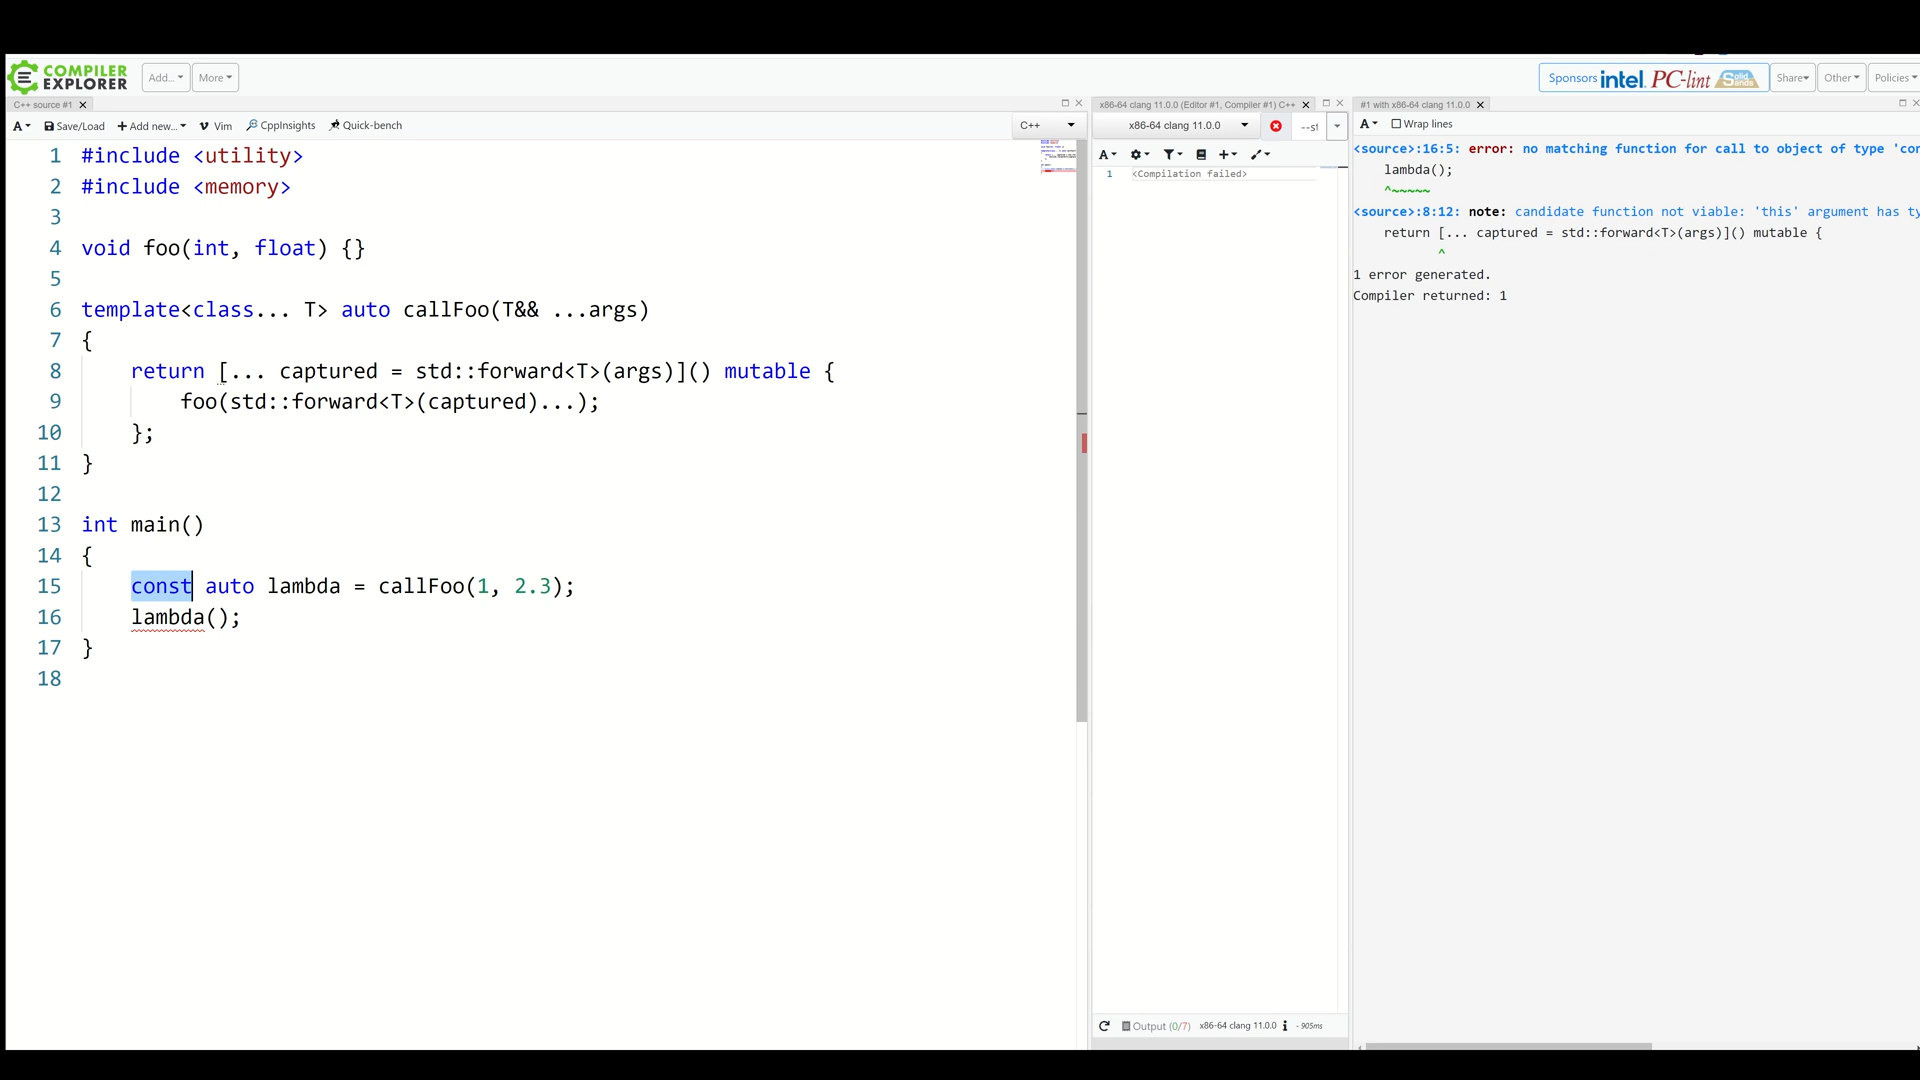 COMPILER
EXPLORER
Add...
More
Sponsors intel. PC-lint Solid Sands
Share
Other
Policies
C++ source #1
A
Save/Load
Add new...
Vim
CppInsights
Quick-bench
C++
1 #include <utility>
2 #include <memory>
3
4 void foo(int, float) {}
5
6 template<class... T> auto callFoo(T&& ...args)
7 {
8 return [... captured = std::forward<T>(args)]() mutable {
9 foo(std::forward<T>(captured)...);
10 };
11 }
12
13 int main()
14 {
15 const auto lambda = callFoo(1, 2.3);
16 lambda();
17 }
18
x86-64 clang 11.0.0 (Editor #1, Compiler #1) C++
x86-64 clang 11.0.0
A
1 <Compilation failed>
Output (0/7) x86-64 clang 11.0.0 - 905ms
#1 with x86-64 clang 11.0.0
A Wrap lines
<source>:16:5: error: no matching function for call to object of type
lambda();
^~~~~~
<source>:8:12: note: candidate function not viable: 'this' argument has
return [... captured = std::forward<T>(args)]() mutable {
^
1 error generated.
Compiler returned: 1